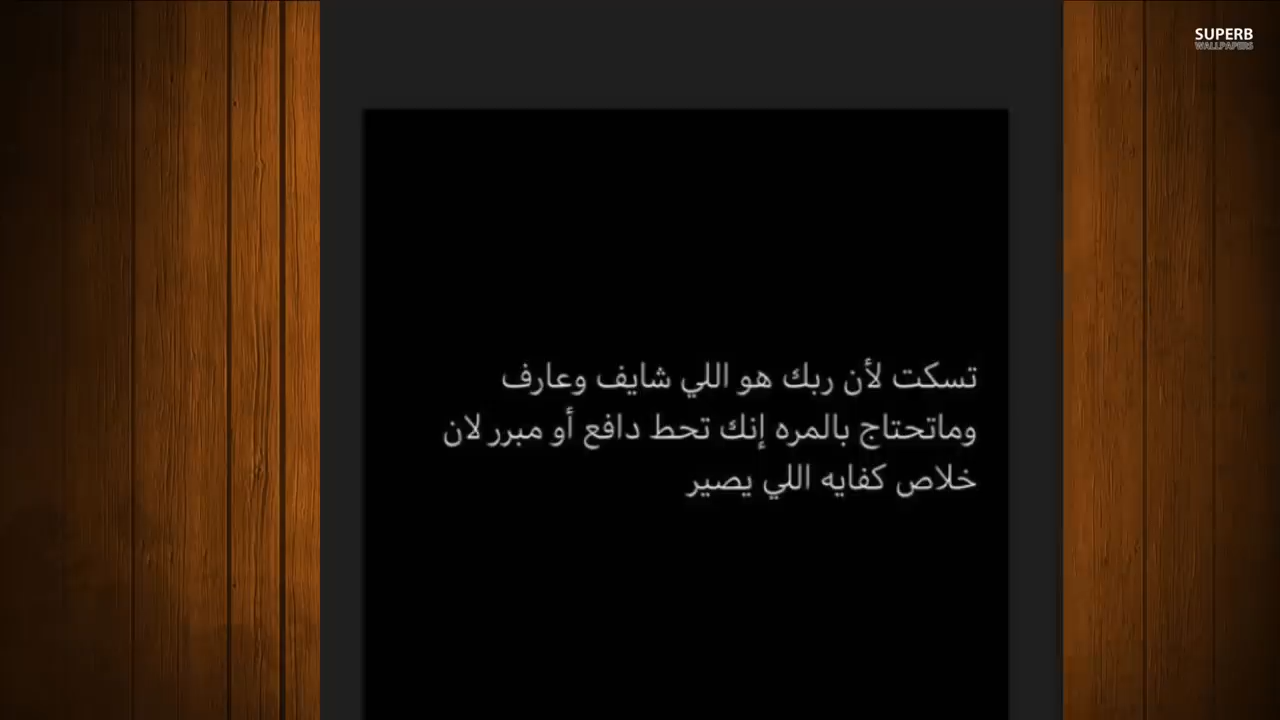 SUPERB
WALLPAPERS
تسكت لأن ربك هو اللي شايف وعارف
وماتحتاج بالمره إنك تحط دافع أو مبرر لان
خلاص كفايه اللي يصير